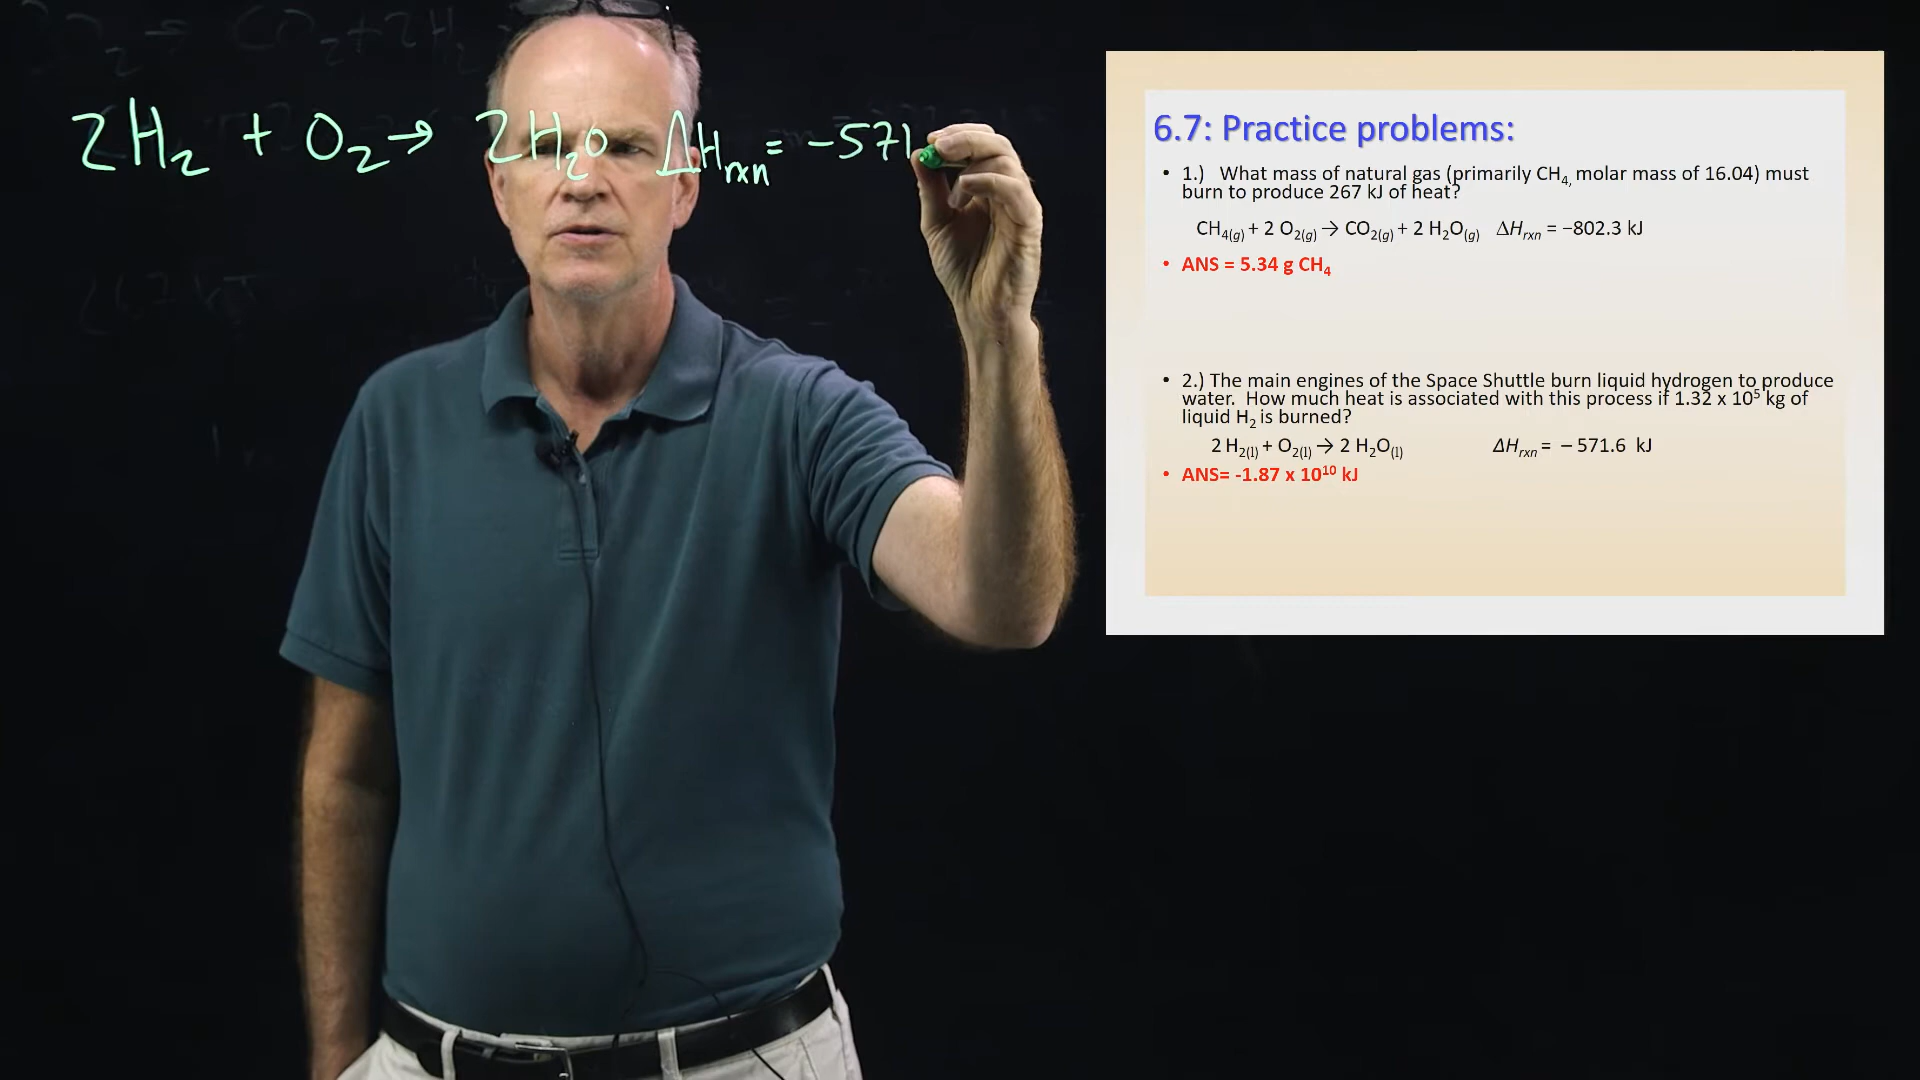 2H₂ + O₂ → 2H₂O ΔHrxn = -571
6.7: Practice problems:
• 1.) What mass of natural gas (primarily CH₄, molar mass of 16.04) must
burn to produce 267 kJ of heat?
CH₄(g) + 2 O₂(g) → CO₂(g) + 2 H₂O(g) ΔHrxn = −802.3 kJ
• ANS = 5.34 g CH₄
• 2.) The main engines of the Space Shuttle burn liquid hydrogen to produce
water. How much heat is associated with this process if 1.32 x 10⁵ kg of
liquid H₂ is burned?
2 H₂(l) + O₂(l) → 2 H₂O(l) ΔHrxn = − 571.6 kJ
• ANS= -1.87 x 10¹⁰ kJ